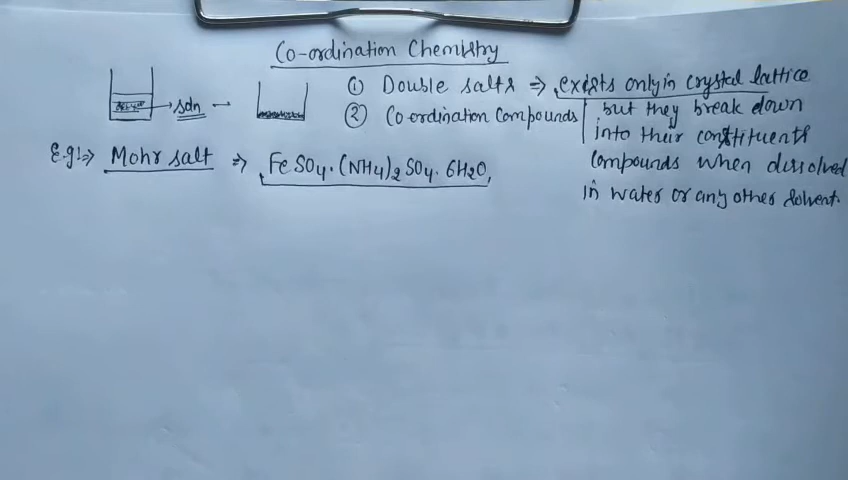 Co-ordination Chemistry
soln
① Double salts ⇒ exists only in crystal lattice
but they break down
② Co-ordination Compounds
into their constituents
E.g:⇒ Mohr salt ⇒ FeSO4·(NH4)2SO4·6H2O,
compounds when dissolved
in water or any other solvent.